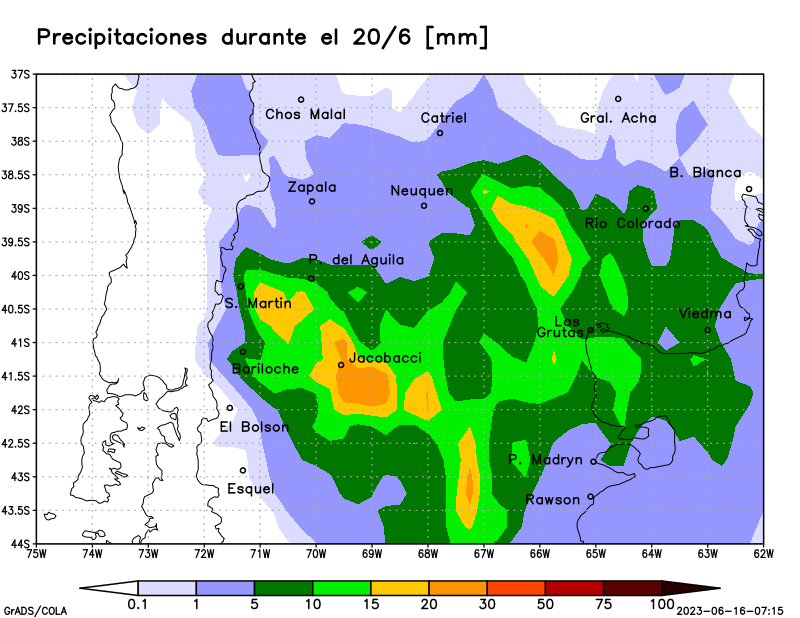 Precipitaciones durante el 20/6 [mm]
37S
37.5S
Chos Malal
Catriel
Gral. Acha
38S
38.5S
B. Blanca
Zapala
Neuquen
39S
Rio Colorado
39.5S
P. del Aguila
40S
S. Martin
40.5S
Viedma
Las
Grutas
41S
Jacobacci
Bariloche
41.5S
42S
El Bolson
42.5S
P. Madryn
43S
Esquel
Rawson
43.5S
44S
75W 74W 73W 72W 71W 70W 69W 68W 67W 66W 65W 64W 63W 62W
0.1 1 5 10 15 20 30 50 75 100
GrADS/COLA 2023-06-16-07:15